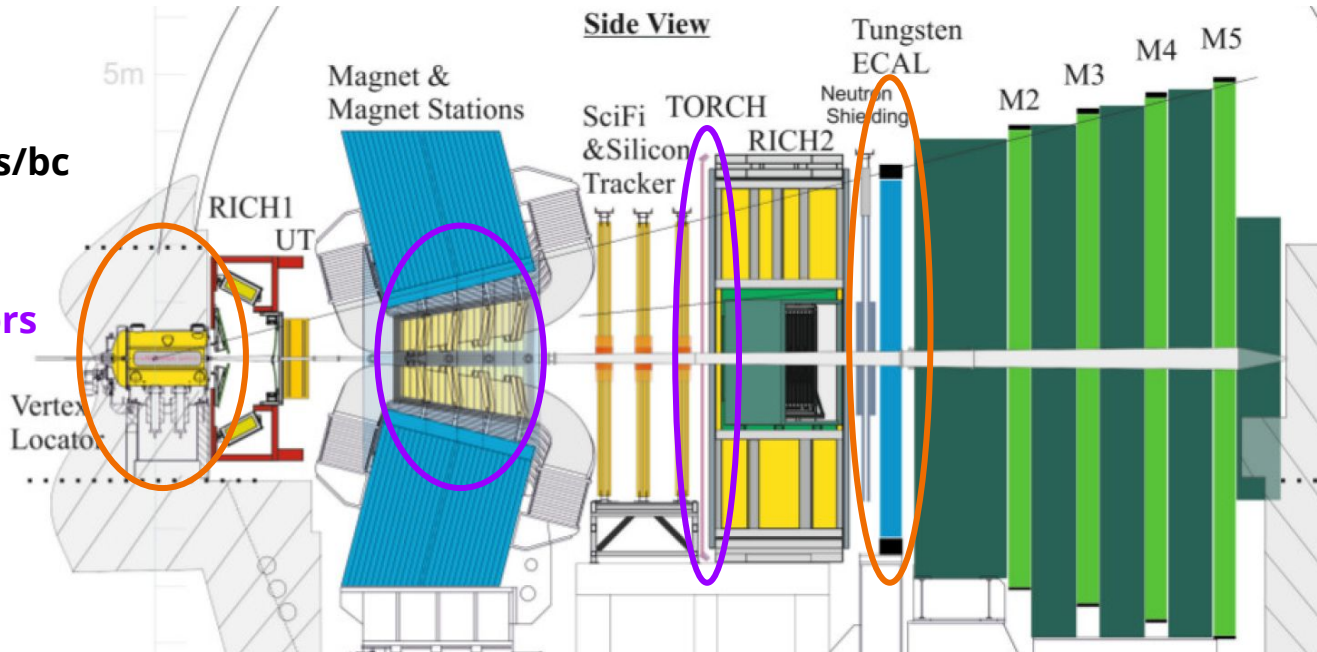 Side View
5m
Magnet &
Magnet Stations
SciFi
&Silicon
Tracker
TORCH
RICH2
Tungsten
ECAL
Neutron
Shielding
M2
M3
M4
M5
s/bc
RICH1
UT
rs
Vertex
Locator